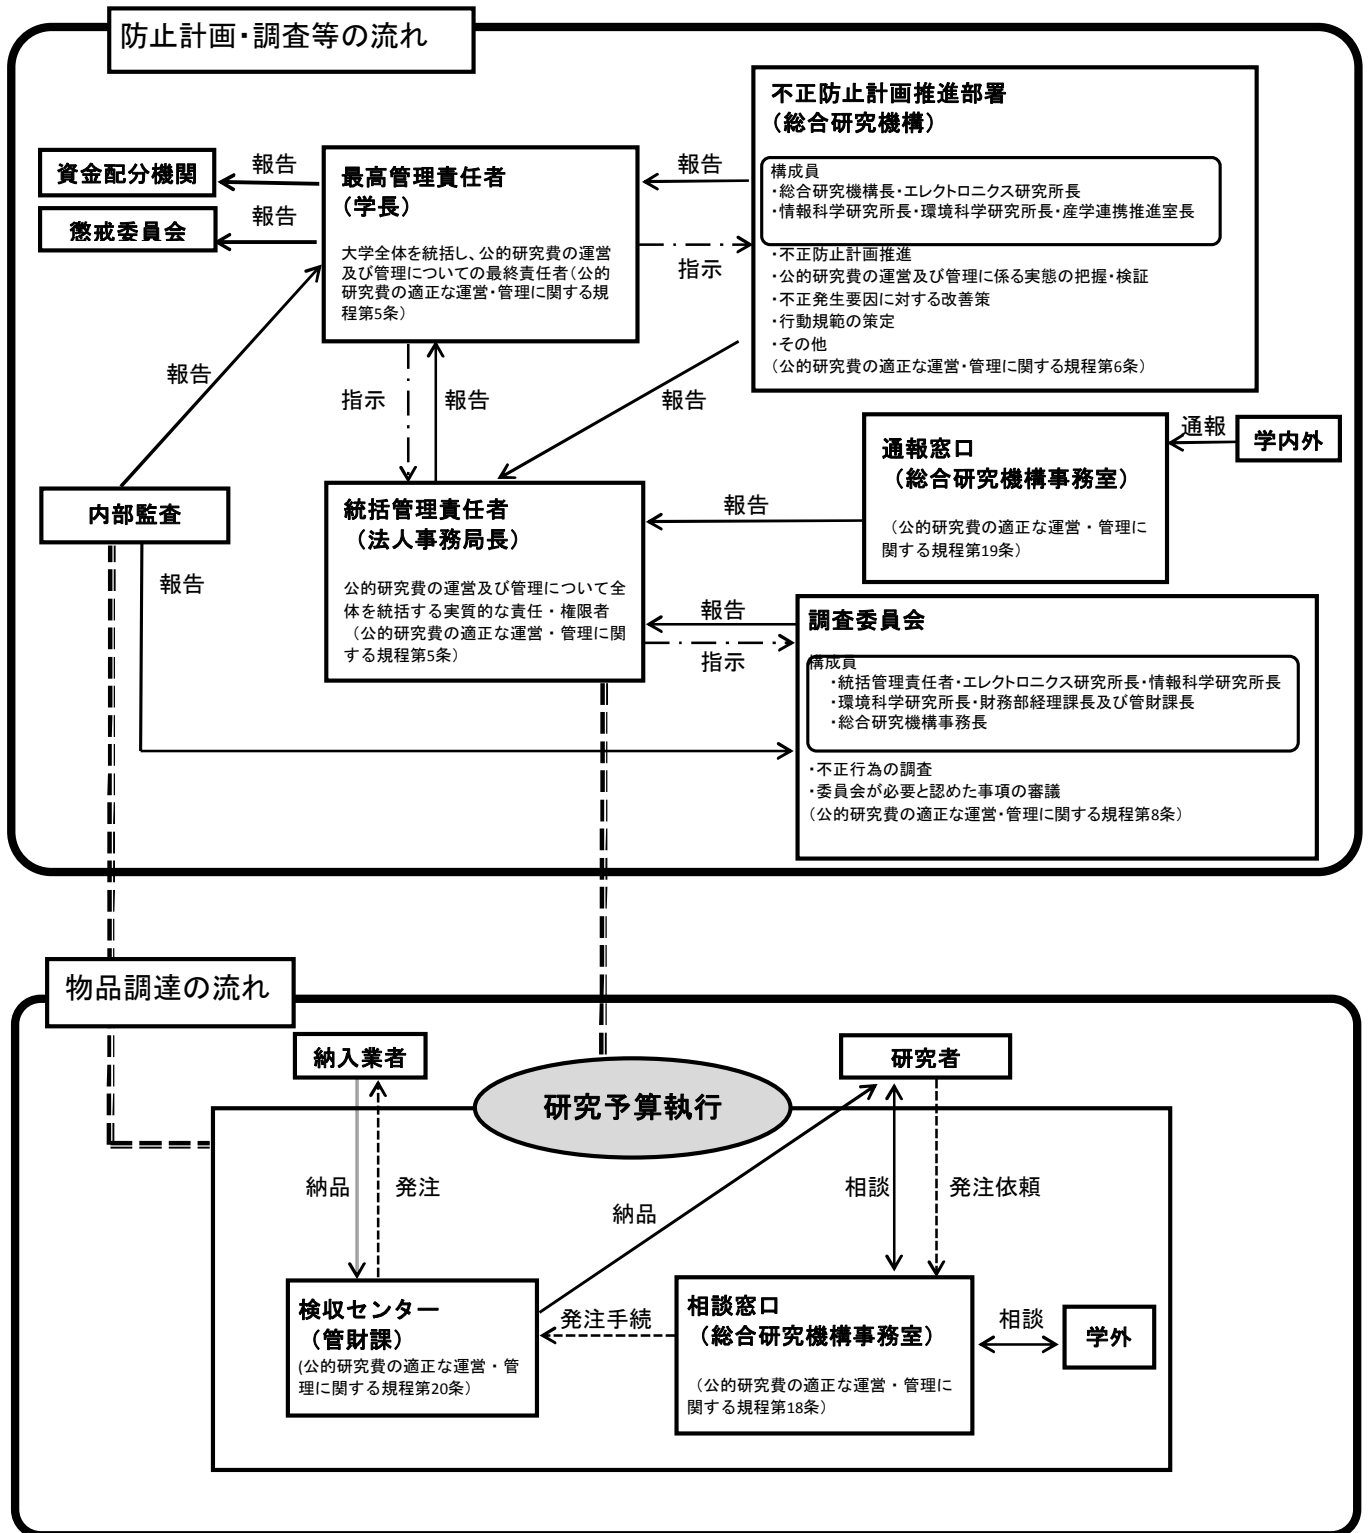 防止計画・調査等の流れ
不正防止計画推進部署
(総合研究機構)
構成員
・総合研究機構長・エレクトロニクス研究所長
・情報科学研究所長・環境科学研究所長・産学連携推進室長
・不正防止計画推進
・公的研究費の運営及び管理に係る実態の把握・検証
・不正発生要因に対する改善策
・行動規範の策定
・その他
(公的研究費の適正な運営・管理に関する規程第6条)
資金配分機関
報告
懲戒委員会
報告
最高管理責任者
(学長)
大学全体を統括し、公的研究費の運営
及び管理についての最終責任者(公的
研究費の適正な運営・管理に関する規
程第5条)
報告
指示
報告
指示
報告
報告
通報窓口
(総合研究機構事務室)
(公的研究費の適正な運営・管理に
関する規程第19条)
通報
学内外
内部監査
報告
統括管理責任者
(法人事務局長)
公的研究費の運営及び管理について全
体を統括する実質的な責任・権限者
(公的研究費の適正な運営・管理に関
する規程第5条)
報告
報告
指示
調査委員会
構成員
・統括管理責任者・エレクトロニクス研究所長・情報科学研究所長
・環境科学研究所長・財務部経理課長及び管財課長
・総合研究機構事務長
・不正行為の調査
・委員会が必要と認めた事項の審議
(公的研究費の適正な運営・管理に関する規程第8条)
物品調達の流れ
納入業者
研究者
研究予算執行
納品
発注
納品
相談
発注依頼
検収センター
(管財課)
(公的研究費の適正な運営・管
理に関する規程第20条)
発注手続
相談窓口
(総合研究機構事務室)
(公的研究費の適正な運営・管理に
関する規程第18条)
相談
学外